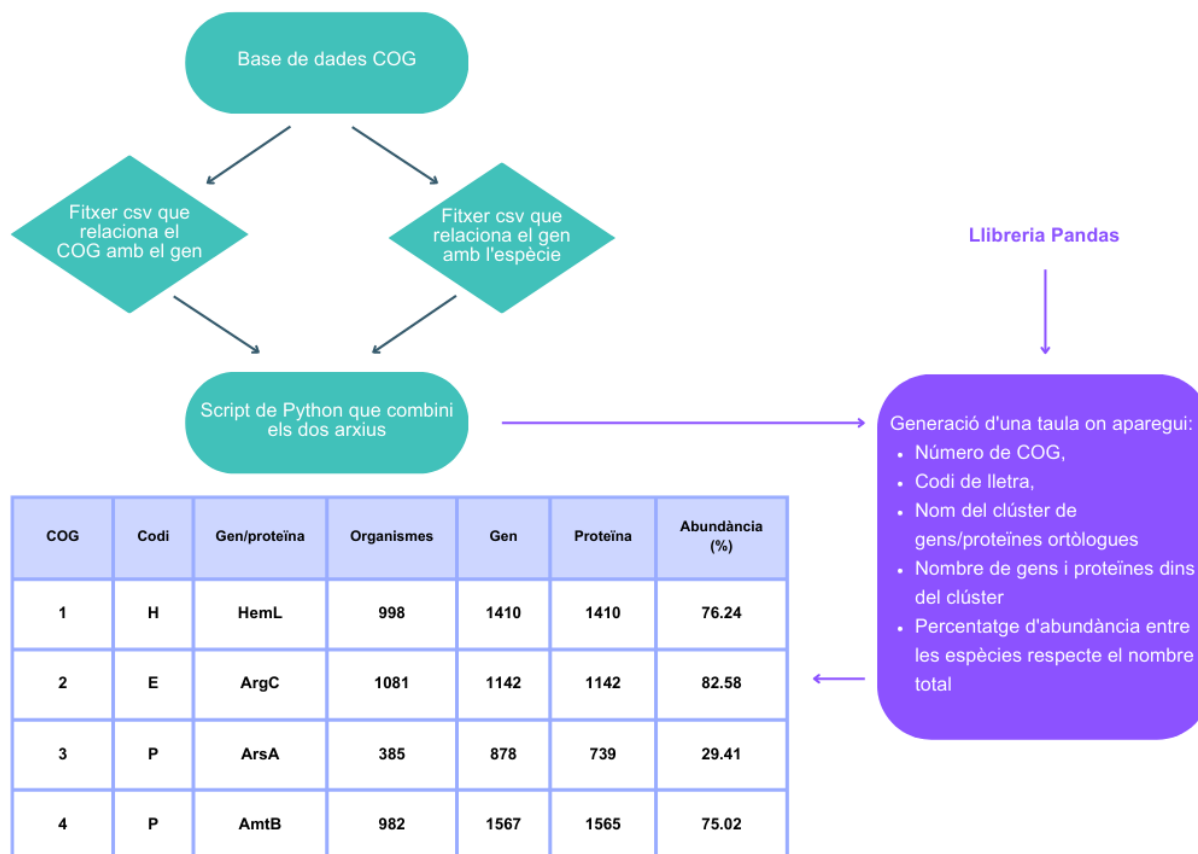 Base de dades COG
Fitxer csv que
relaciona el
COG amb el gen
Fitxer csv que
relaciona el gen
amb l'espècie
Llibreria Pandas
Script de Python que combini
els dos arxius
Generació d'una taula on aparegui:
• Número de COG,
• Codi de lletra,
• Nom del clúster de
gens/proteïnes ortòlogues
• Nombre de gens i proteïnes dins
del clúster
• Percentatge d'abundància entre
les espècies respecte el nombre
total
COG Codi Gen/proteïna Organismes Gen Proteïna Abundància
(%)
1 H HemL 998 1410 1410 76.24
2 E ArgC 1081 1142 1142 82.58
3 P ArsA 385 878 739 29.41
4 P AmtB 982 1567 1565 75.02